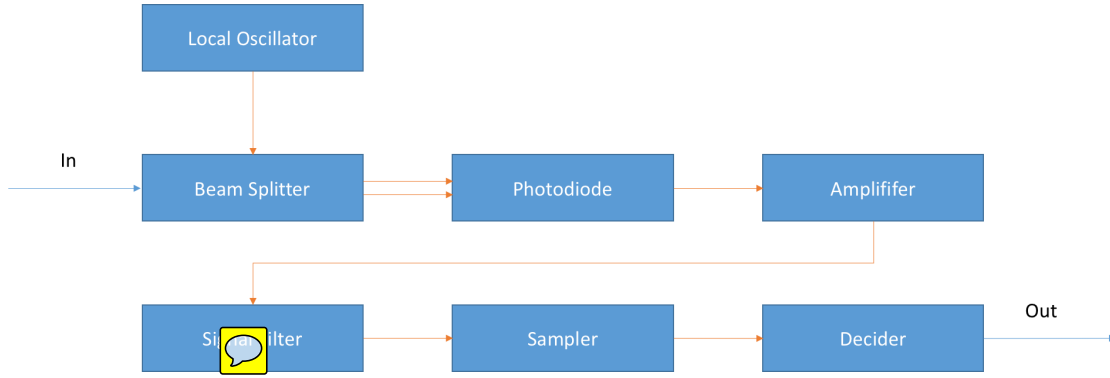 Local Oscillator
In
Beam Splitter
Photodiode
Amplififer
Sampler
Decider
Out